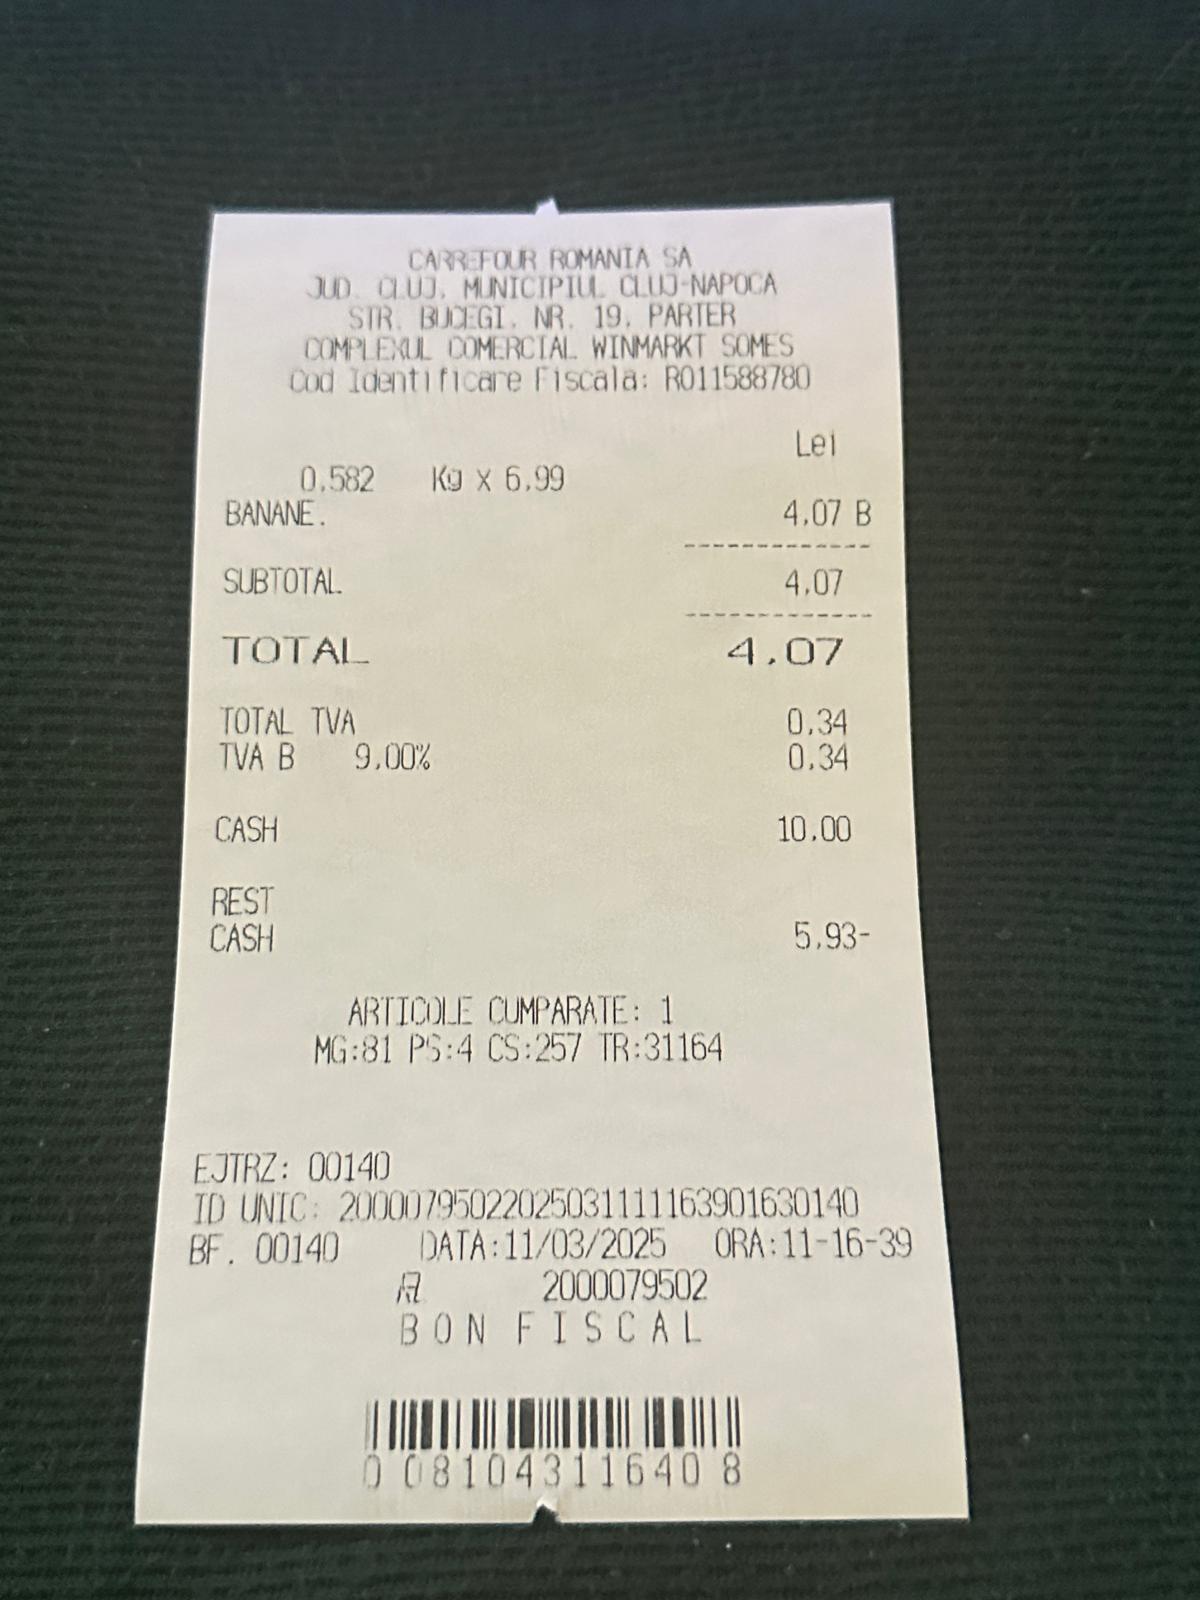 CARREFOUR ROMANIA SA
JUD. CLUJ, MUNICIPIUL CLUJ-NAPOCA
STR. BUCEGI, NR. 19, PARTER
COMPLEXUL COMERCIAL WINMARKT SOMES
Cod Identificare Fiscala: RO11588780
Lei
0.582 Kg x 6.99
BANANE. 4.07 B
SUBTOTAL 4.07
TOTAL 4.07
TOTAL TVA 0.34
TVA B 9.00% 0.34
CASH 10.00
REST
CASH 5.93-
ARTICOLE CUMPARATE: 1
MG:81 PS:4 CS:257 TR:31164
EJTRZ: 00140
ID UNIC: 2000079502202503111116390163​0140
BF. 00140 DATA:11/03/2025 ORA:11-16-39
2000079502
BON FISCAL
0 08104311640 8